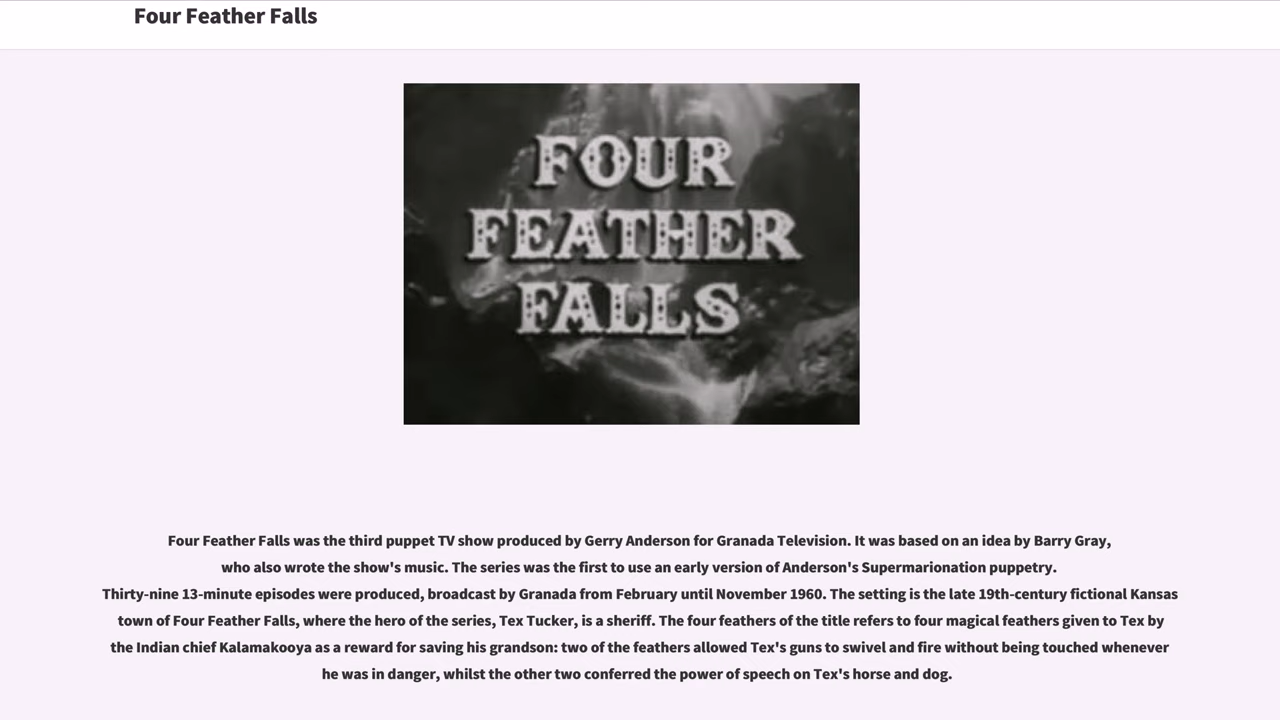 Four Feather Falls
FOUR
FEATHER
FALLS
Four Feather Falls was the third puppet TV show produced by Gerry Anderson for Granada Television. It was based on an idea by Barry Gray,
who also wrote the show's music. The series was the first to use an early version of Anderson's Supermarionation puppetry.
Thirty-nine 13-minute episodes were produced, broadcast by Granada from February until November 1960. The setting is the late 19th-century fictional Kansas
town of Four Feather Falls, where the hero of the series, Tex Tucker, is a sheriff. The four feathers of the title refers to four magical feathers given to Tex by
the Indian chief Kalamakooya as a reward for saving his grandson: two of the feathers allowed Tex's guns to swivel and fire without being touched whenever
he was in danger, whilst the other two conferred the power of speech on Tex's horse and dog.